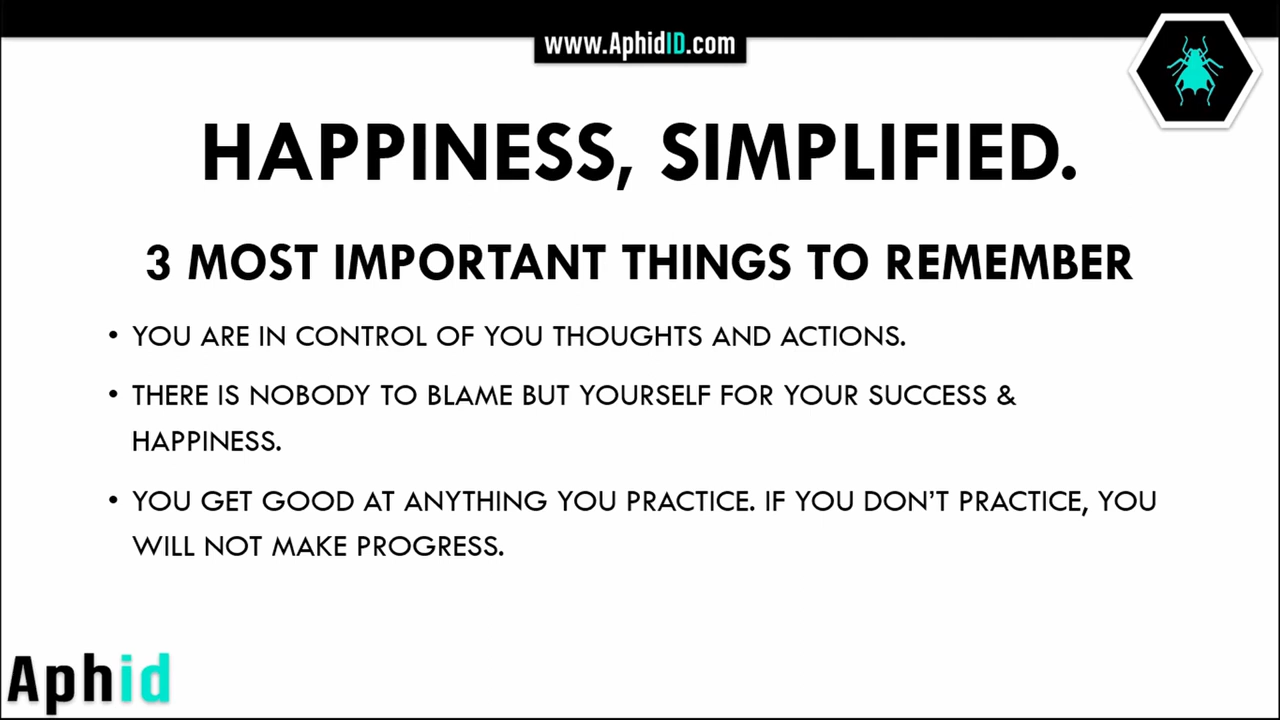 www.AphidID.com
HAPPINESS, SIMPLIFIED.
3 MOST IMPORTANT THINGS TO REMEMBER
• YOU ARE IN CONTROL OF YOU THOUGHTS AND ACTIONS.
• THERE IS NOBODY TO BLAME BUT YOURSELF FOR YOUR SUCCESS &
HAPPINESS.
• YOU GET GOOD AT ANYTHING YOU PRACTICE. IF YOU DON’T PRACTICE, YOU
WILL NOT MAKE PROGRESS.
Aphid